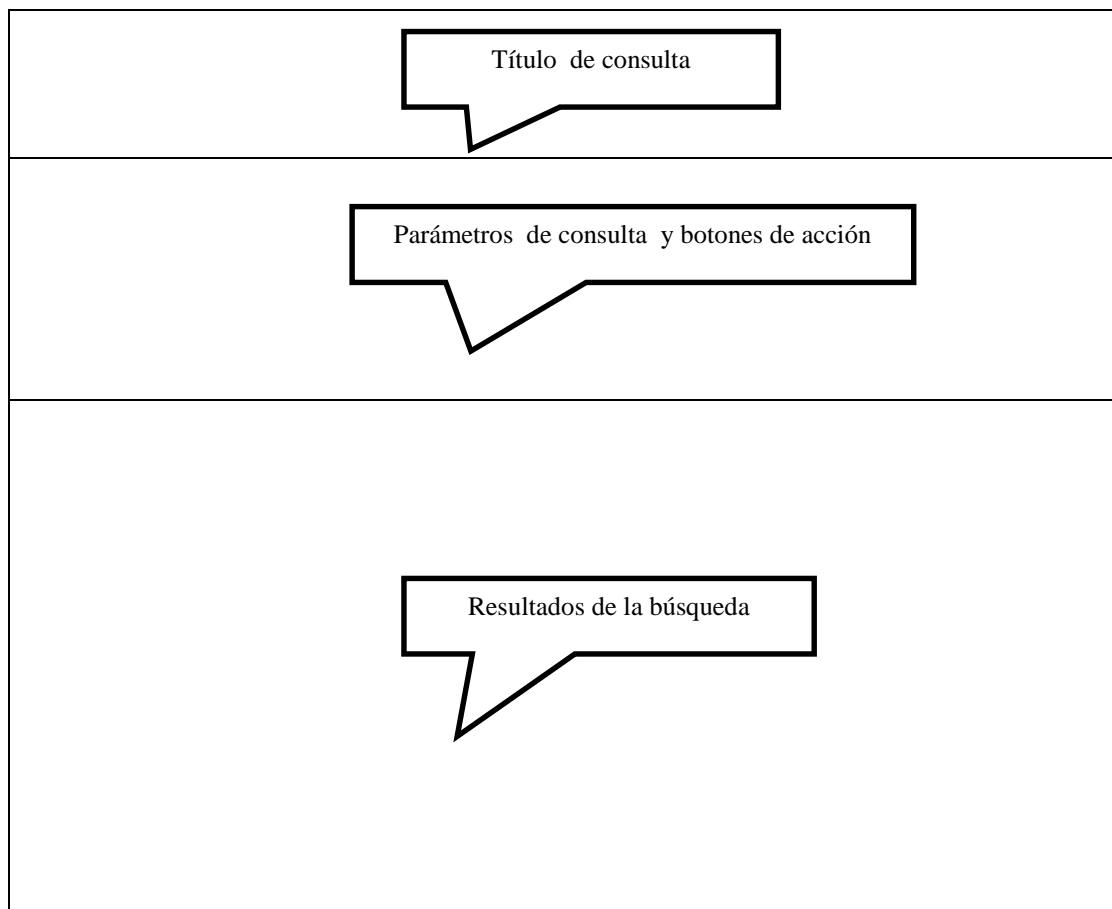 Título  de consulta
Parámetros  de consulta  y botones de acción
Resultados de la búsqueda